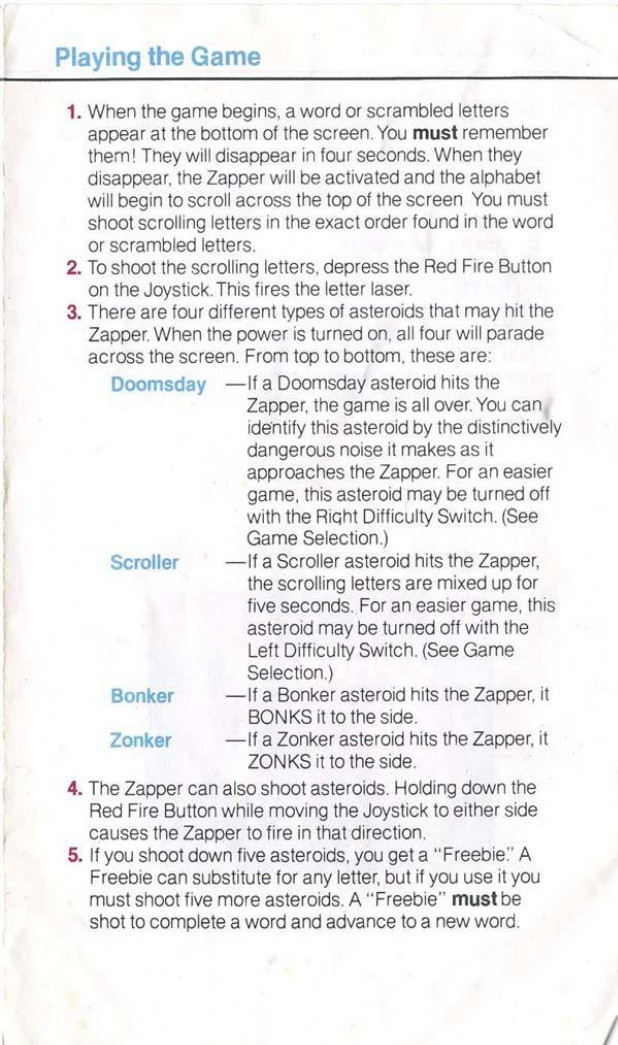 Playing the Game
1. When the game begins, a word or scrambled letters
appear at the bottom of the screen. You must remember
them! They will disappear in four seconds. When they
disappear, the Zapper will be activated and the alphabet
will begin to scroll across the top of the screen You must
shoot scrolling letters in the exact order found in the word
or scrambled letters.
2. To shoot the scrolling letters, depress the Red Fire Button
on the Joystick. This fires the letter laser.
3. There are four different types of asteroids that may hit the
Zapper. When the power is turned on, all four will parade
across the screen. From top to bottom, these are:
Doomsday —If a Doomsday asteroid hits the
Zapper, the game is all over. You can
identify this asteroid by the distinctively
dangerous noise it makes as it
approaches the Zapper. For an easier
game, this asteroid may be turned off
with the Right Difficulty Switch. (See
Game Selection.)
Scroller —If a Scroller asteroid hits the Zapper,
the scrolling letters are mixed up for
five seconds. For an easier game, this
asteroid may be turned off with the
Left Difficulty Switch. (See Game
Selection.)
Bonker —If a Bonker asteroid hits the Zapper, it
BONKS it to the side.
Zonker —If a Zonker asteroid hits the Zapper, it
ZONKS it to the side.
4. The Zapper can also shoot asteroids. Holding down the
Red Fire Button while moving the Joystick to either side
causes the Zapper to fire in that direction.
5. If you shoot down five asteroids, you get a "Freebie." A
Freebie can substitute for any letter, but if you use it you
must shoot five more asteroids. A "Freebie" must be
shot to complete a word and advance to a new word.